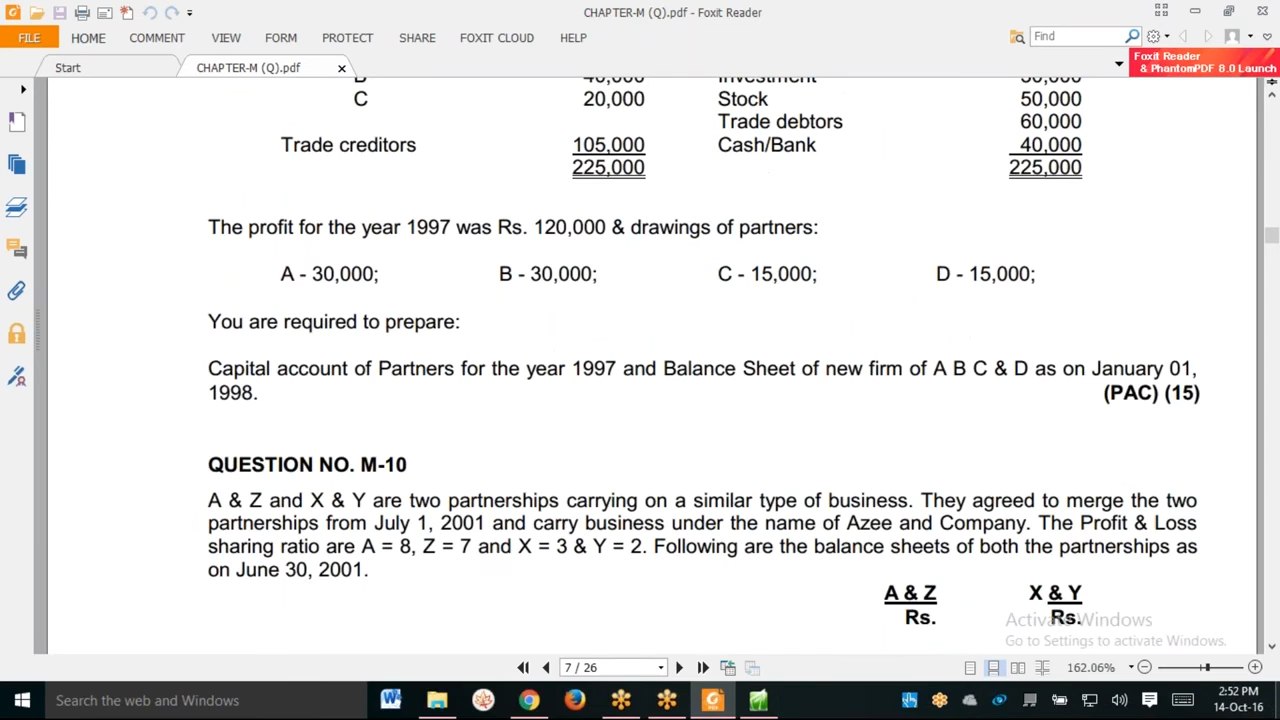 CHAPTER-M (Q).pdf - Foxit Reader
FILE HOME COMMENT VIEW FORM PROTECT SHARE FOXIT CLOUD HELP Find
Foxit Reader
& PhantomPDF 8.0 Launch
Start CHAPTER-M (Q).pdf
B 40,000 Investment
C 20,000 Stock 50,000
Trade debtors 60,000
Trade creditors 105,000 Cash/Bank 40,000
225,000 225,000
The profit for the year 1997 was Rs. 120,000 & drawings of partners:
A - 30,000; B - 30,000; C - 15,000; D - 15,000;
You are required to prepare:
Capital account of Partners for the year 1997 and Balance Sheet of new firm of A B C & D as on January 01,
1998. (PAC) (15)
QUESTION NO. M-10
A & Z and X & Y are two partnerships carrying on a similar type of business. They agreed to merge the two
partnerships from July 1, 2001 and carry business under the name of Azee and Company. The Profit & Loss
sharing ratio are A = 8, Z = 7 and X = 3 & Y = 2. Following are the balance sheets of both the partnerships as
on June 30, 2001.
A & Z X & Y
Rs. Rs.
Activate Windows
Go to Settings to activate Windows.
7 / 26 162.06%
Search the web and Windows
2:52 PM
14-Oct-16